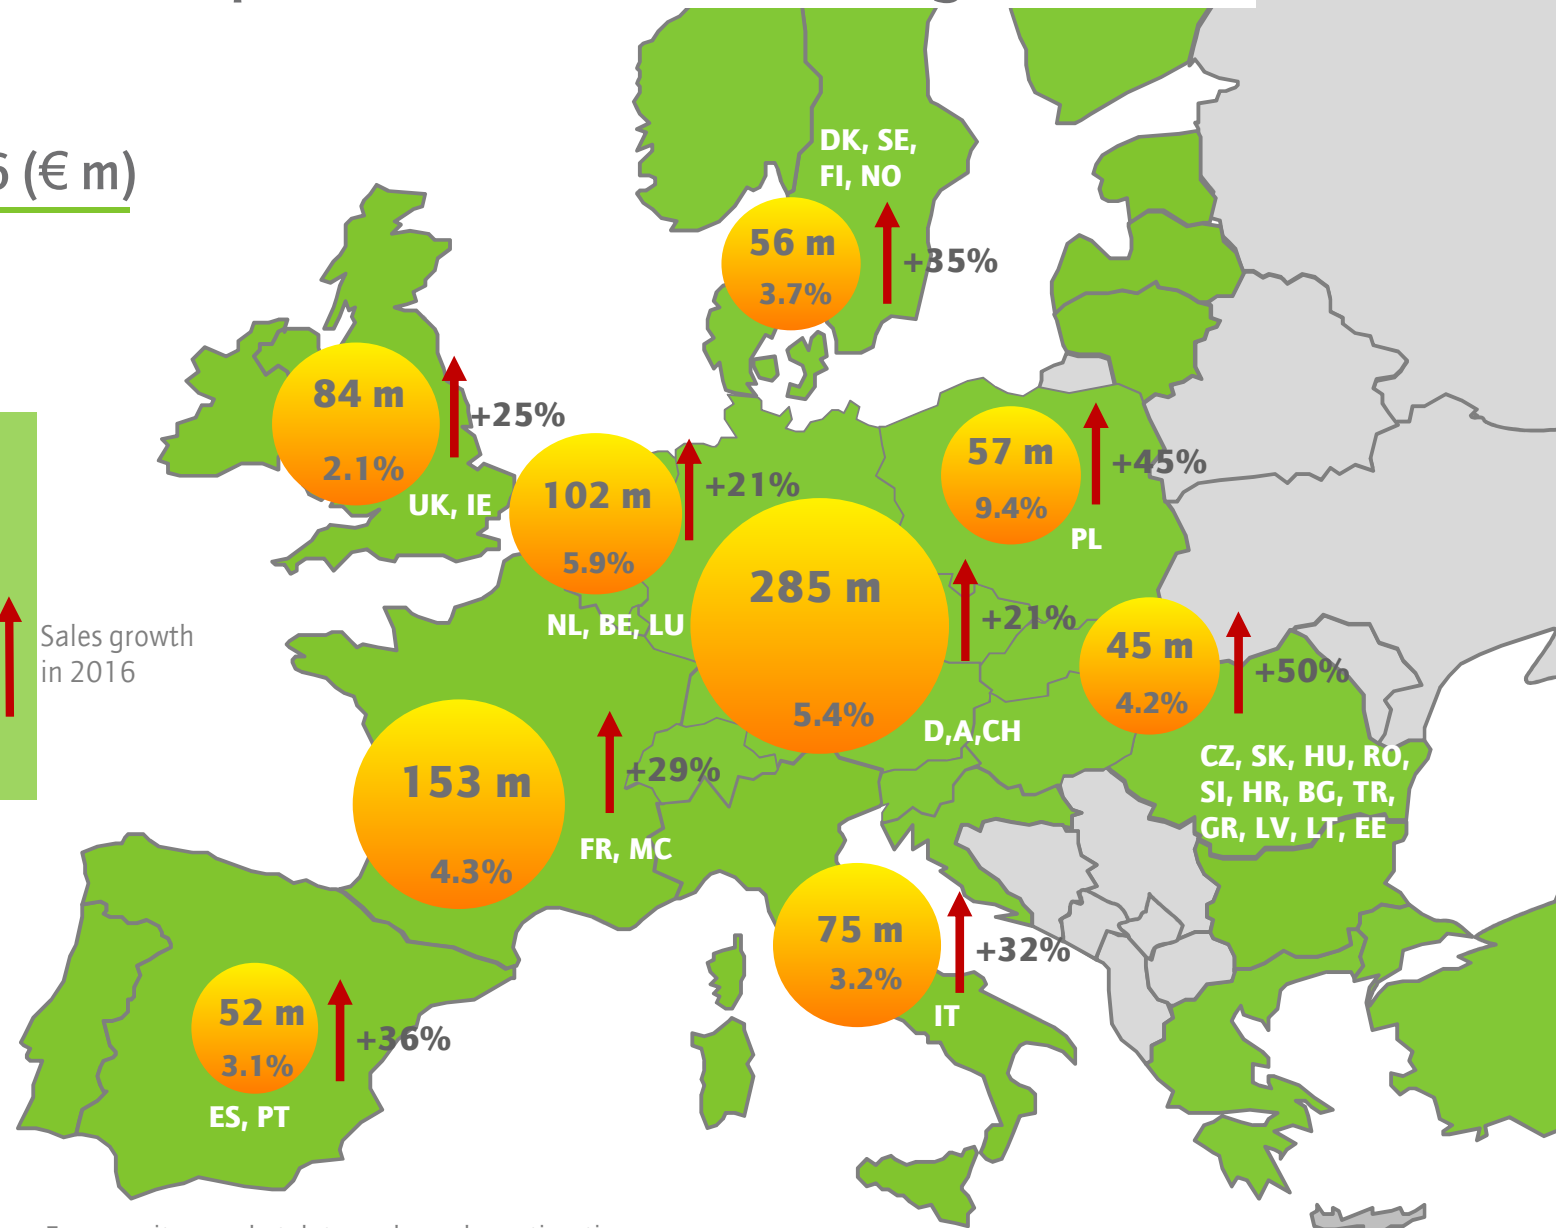 6 (€ m)
DK, SE,
FI, NO
56 m
3.7%
+35%
84 m
2.1%
+25%
UK, IE
102 m
5.9%
+21%
NL, BE, LU
57 m
9.4%
+45%
PL
285 m
5.4%
+21%
D,A,CH
45 m
4.2%
+50%
CZ, SK, HU, RO,
SI, HR, BG, TR,
GR, LV, LT, EE
Sales growth
in 2016
153 m
4.3%
+29%
FR, MC
75 m
3.2%
+32%
IT
52 m
3.1%
+36%
ES, PT